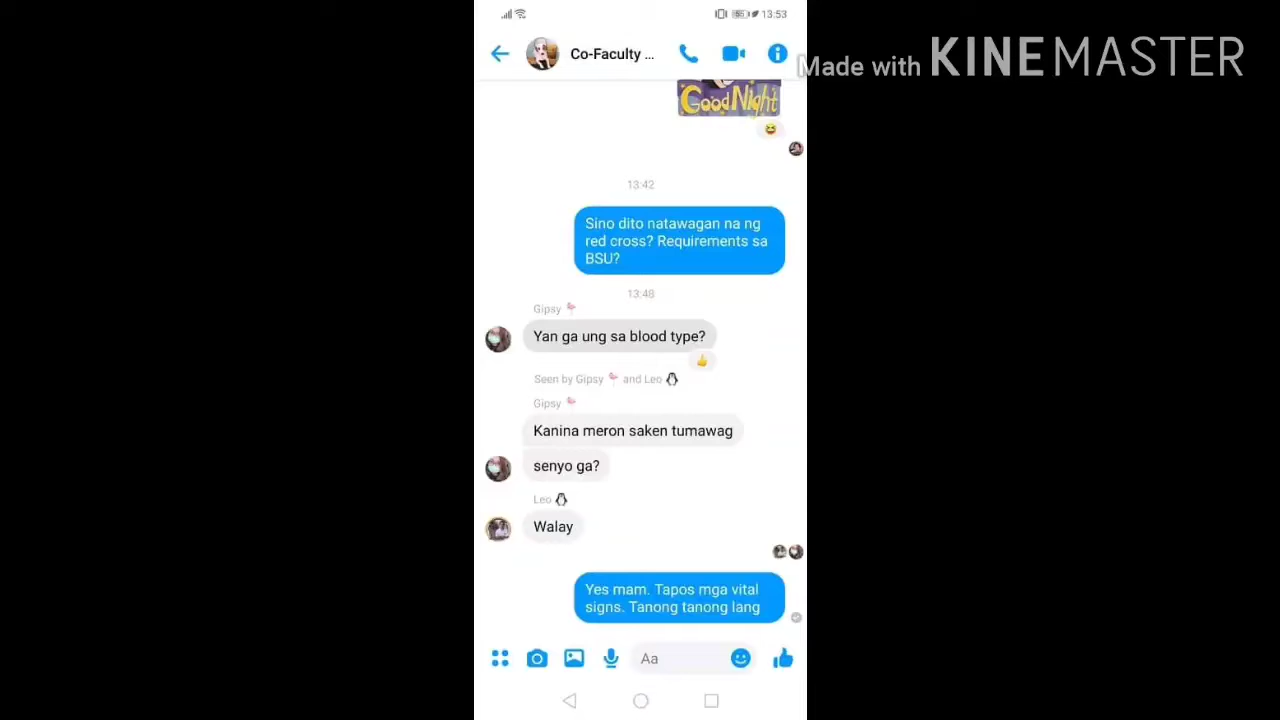 13:53
Co-Faculty ...
Made with KINEMASTER
Good Night
13:42
Sino dito natawagan na ng
red cross? Requirements sa
BSU?
13:48
Gipsy
Yan ga ung sa blood type?
Seen by Gipsy and Leo
Gipsy
Kanina meron saken tumawag
senyo ga?
Leo
Walay
Yes mam. Tapos mga vital
signs. Tanong tanong lang
Aa